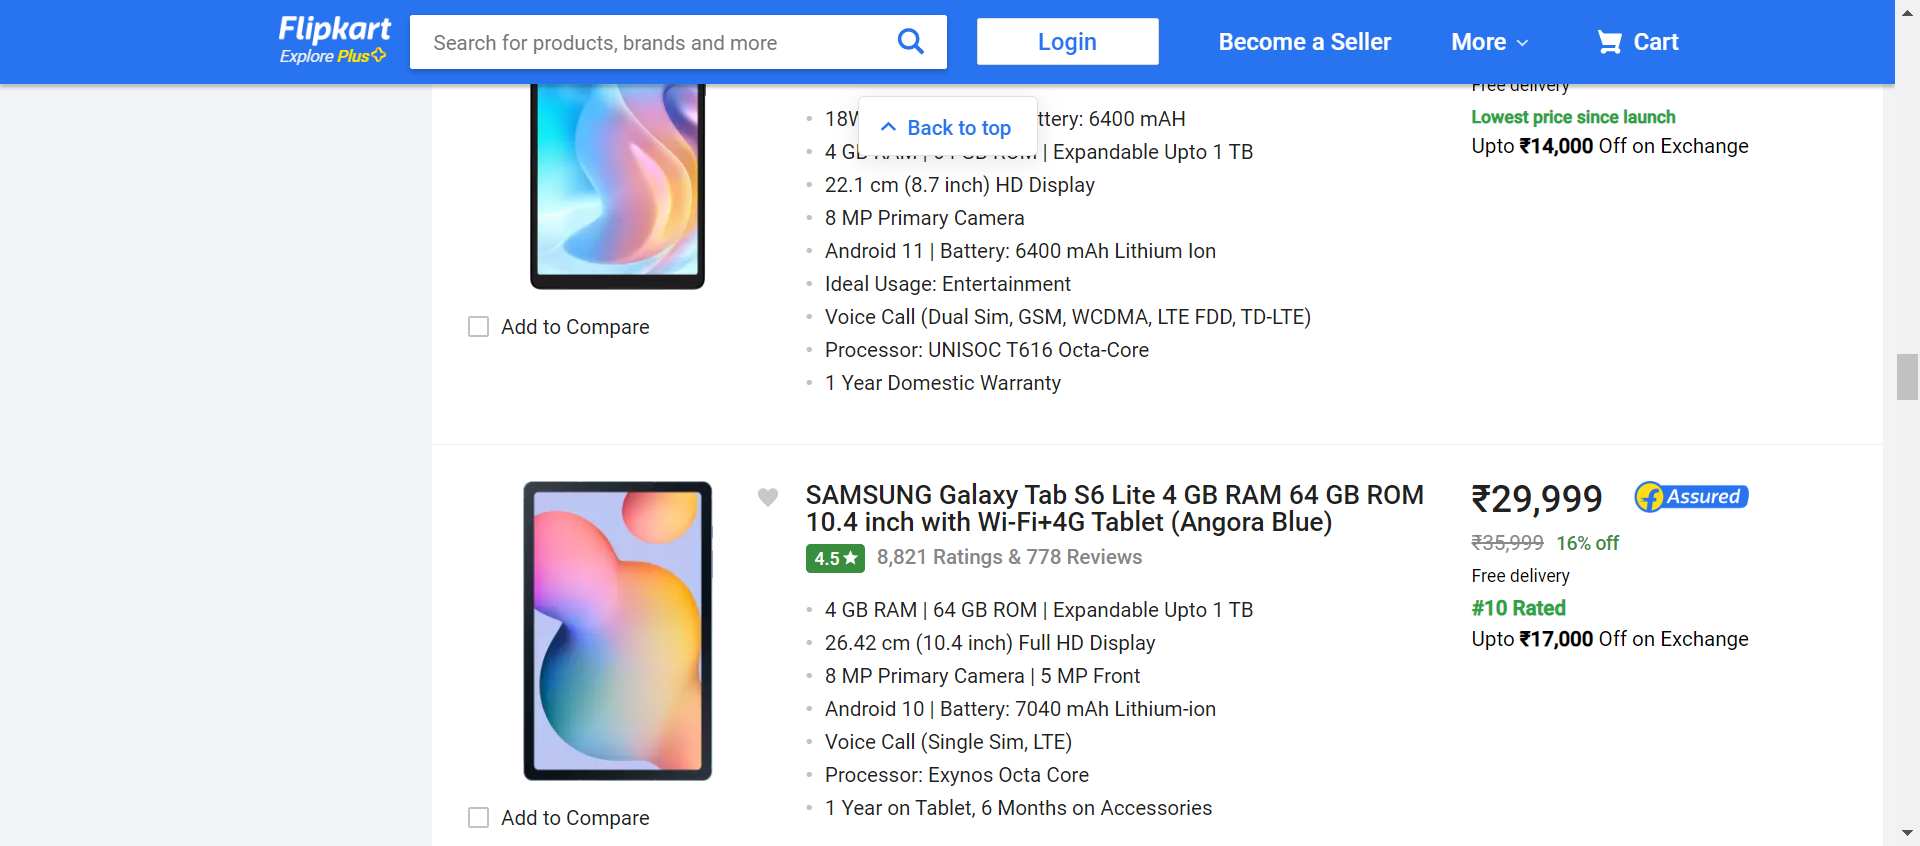 Flipkart
Explore Plus
Search for products, brands and more
Login
Become a Seller
More
Cart
Back to top
ttery: 6400 mAH
4 GB RAM | 64 GB ROM | Expandable Upto 1 TB
22.1 cm (8.7 inch) HD Display
8 MP Primary Camera
Android 11 | Battery: 6400 mAh Lithium Ion
Ideal Usage: Entertainment
Voice Call (Dual Sim, GSM, WCDMA, LTE FDD, TD-LTE)
Processor: UNISOC T616 Octa-Core
1 Year Domestic Warranty
Free delivery
Lowest price since launch
Upto ₹14,000 Off on Exchange
Add to Compare
SAMSUNG Galaxy Tab S6 Lite 4 GB RAM 64 GB ROM
10.4 inch with Wi-Fi+4G Tablet (Angora Blue)
4.5 ★ 8,821 Ratings & 778 Reviews
4 GB RAM | 64 GB ROM | Expandable Upto 1 TB
26.42 cm (10.4 inch) Full HD Display
8 MP Primary Camera | 5 MP Front
Android 10 | Battery: 7040 mAh Lithium-ion
Voice Call (Single Sim, LTE)
Processor: Exynos Octa Core
1 Year on Tablet, 6 Months on Accessories
₹29,999
Assured
₹35,999 16% off
Free delivery
#10 Rated
Upto ₹17,000 Off on Exchange
Add to Compare